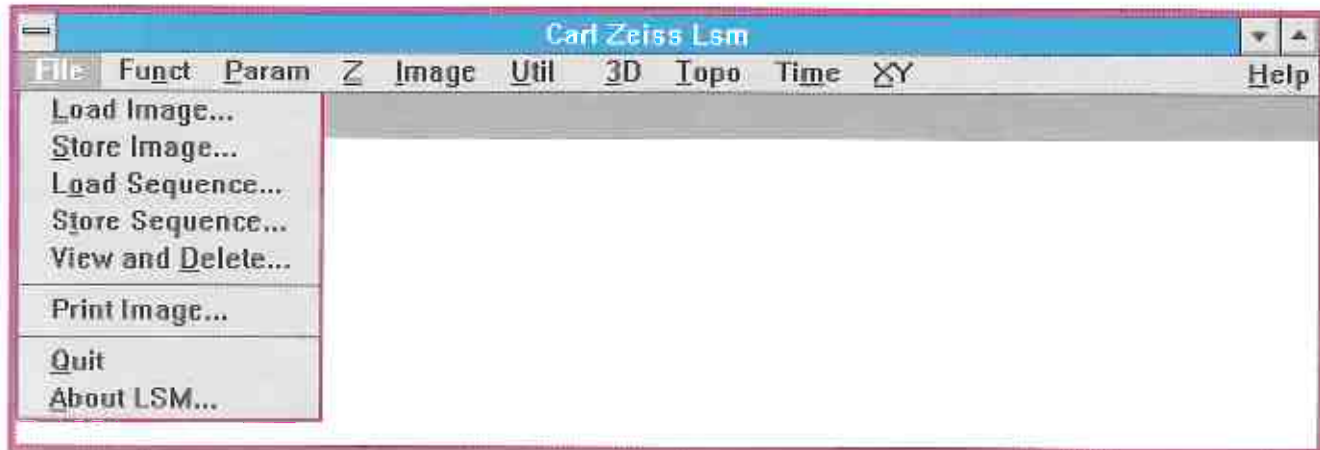 Carl Zeiss Lsm
File Funct Param Z Image Util 3D Topo Time XY Help
Load Image...
Store Image...
Load Sequence...
Store Sequence...
View and Delete...
Print Image...
Quit
About LSM...